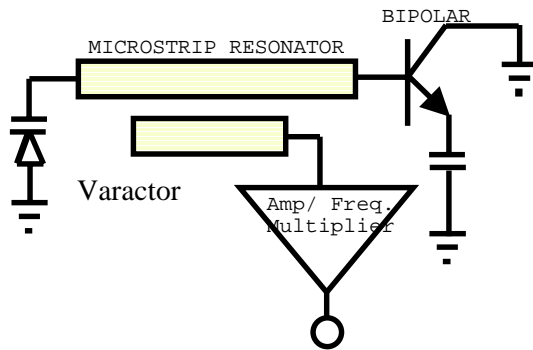 BIPOLAR
MICROSTRIP RESONATOR
Varactor
Amp/ Freq.
Multiplier